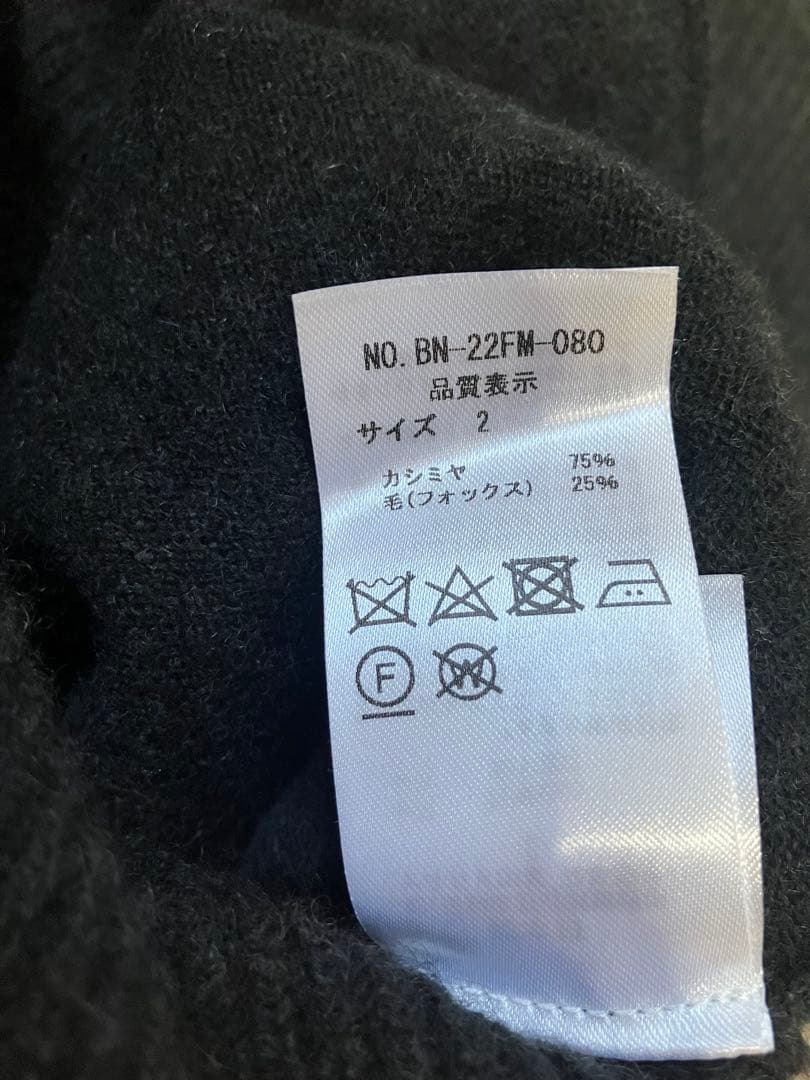 NO. BN-22FM-080
品質表示
サイズ 2
カシミヤ 75%
毛(フォックス) 25%
F
W